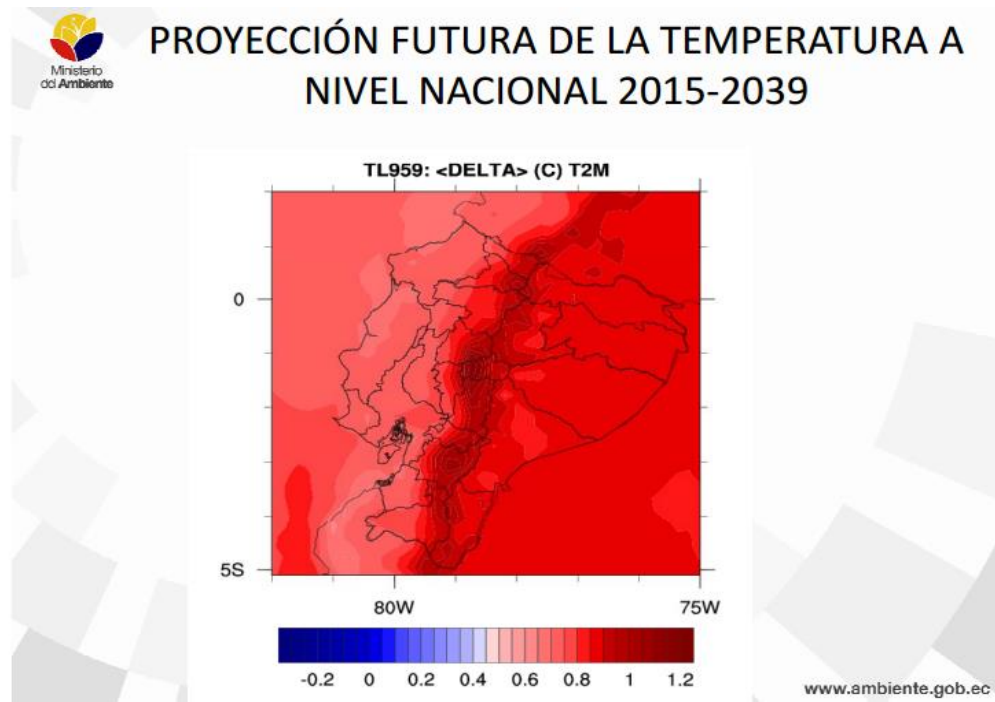 Ministerio
del Ambiente
PROYECCIÓN FUTURA DE LA TEMPERATURA A
NIVEL NACIONAL 2015-2039
TL959: <DELTA> (C) T2M
0
5S
80W 75W
-0.2 0 0.2 0.4 0.6 0.8 1 1.2
www.ambiente.gob.ec